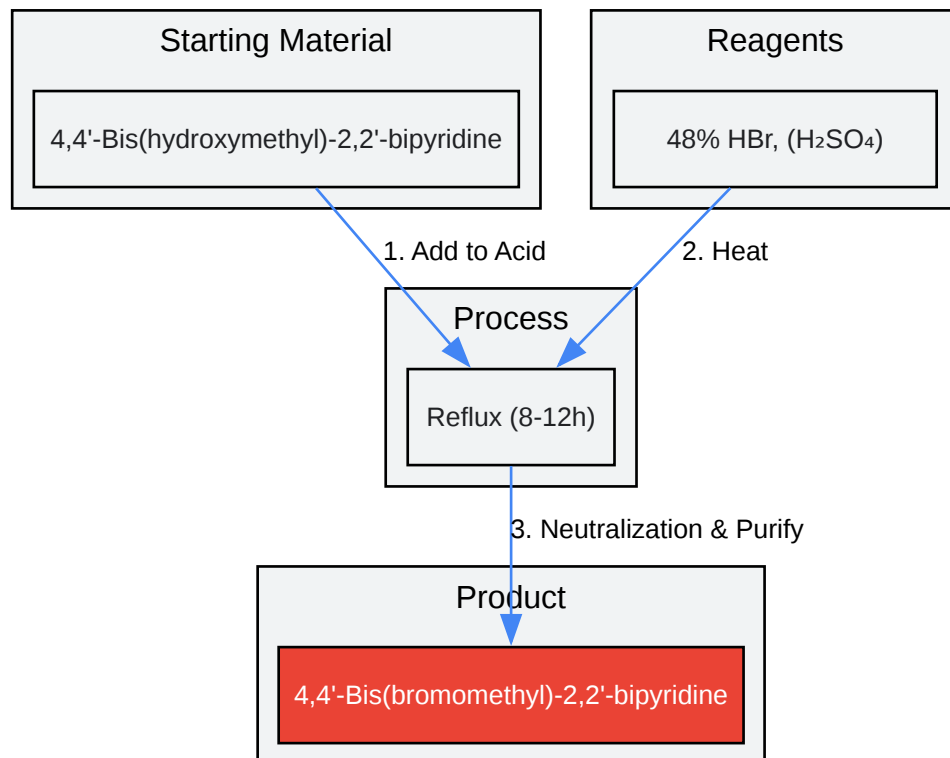 Starting Material
Reagents
4,4'-Bis(hydroxymethyl)-2,2'-bipyridine
48% HBr, (H₂SO₄)
1. Add to Acid
2. Heat
Process
Reflux (8-12h)
3. Neutralization & Purify
Product
4,4'-Bis(bromomethyl)-2,2'-bipyridine